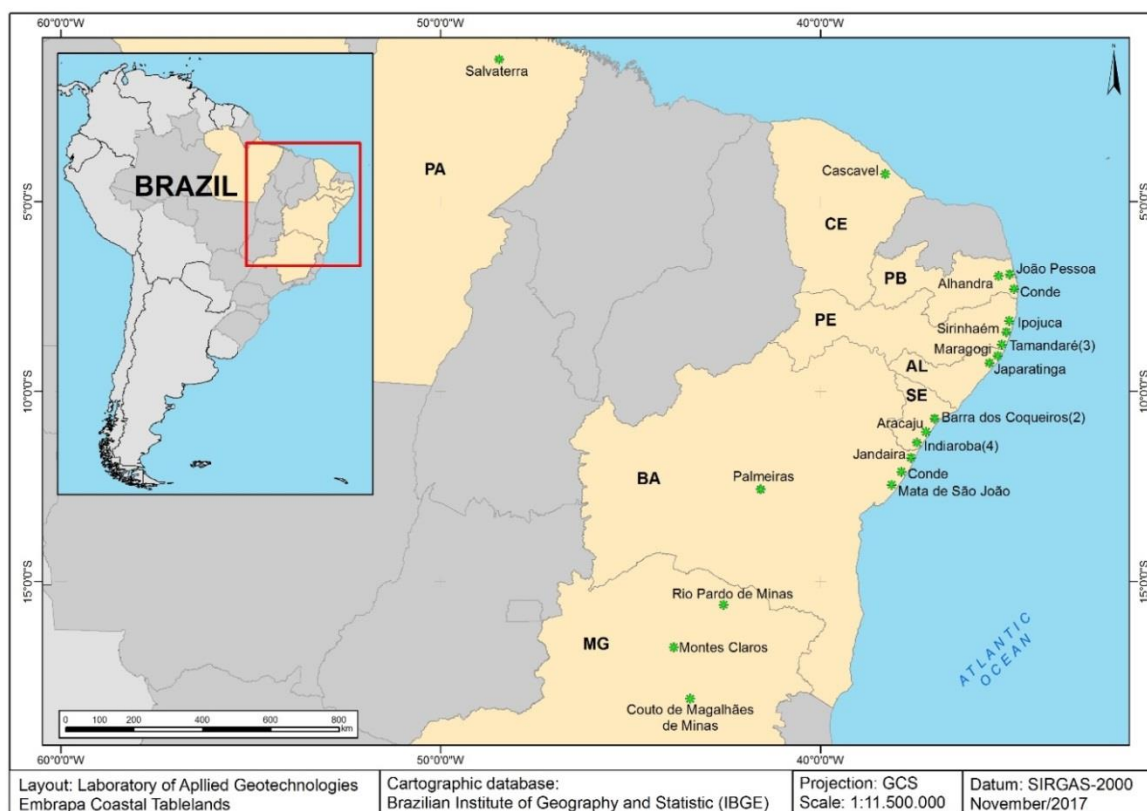 60°0'0"W
50°0'0"W
40°0'0"W
N
Salvaterra
BRAZIL
PA
Cascavel
CE
5°0'0"S
5°0'0"S
PB
João Pessoa
Alhandra
Conde
PE
Ipojuca
Sirinhaém
Tamandaré(3)
Maragogi
AL
Japaratinga
10°0'0"S
10°0'0"S
SE
Barra dos Coqueiros(2)
Aracaju
Indiaroba(4)
Jandaira
BA
Palmeiras
Conde
Mata de São João
15°0'0"S
15°0'0"S
Rio Pardo de Minas
MG
Montes Claros
ATLANTIC
OCEAN
Couto de Magalhães
de Minas
0 100 200 400 600 800
km
60°0'0"W
50°0'0"W
40°0'0"W
Layout: Laboratory of Apllied Geotechnologies
Embrapa Coastal Tablelands
Cartographic database:
Brazilian Institute of Geography and Statistic (IBGE)
Projection: GCS
Scale: 1:11.500.000
Datum: SIRGAS-2000
November/2017